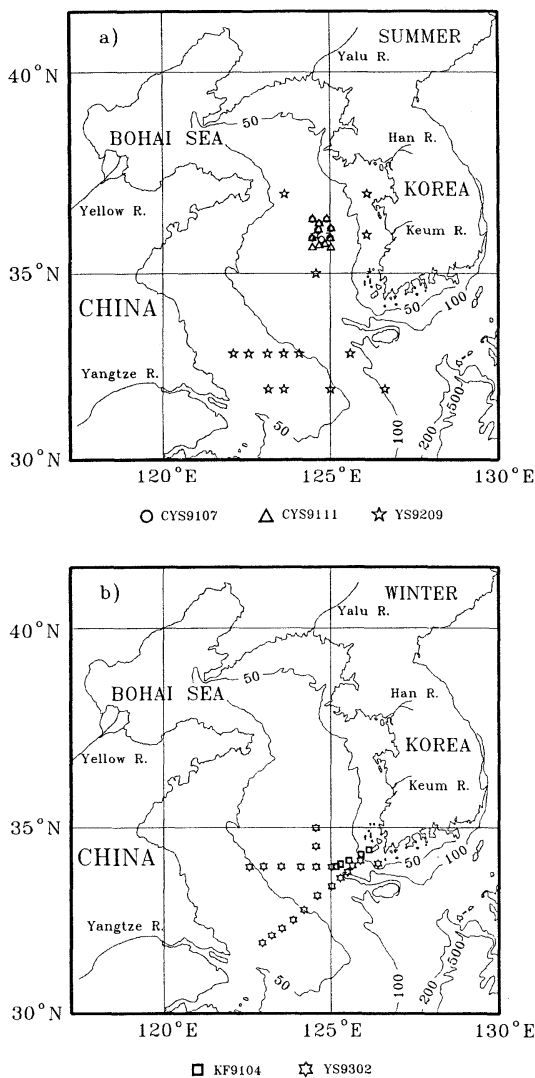 a)
SUMMER
Yalu R.
40°N
50
BOHAI SEA
Han R.
KOREA
Yellow R.
Keum R.
35°N
CHINA
50
100
Yangtze R.
50
100
200
500
30°N
120°E
125°E
130°E
CYS9107
CYS9111
YS9209
b)
WINTER
Yalu R.
40°N
50
BOHAI SEA
Han R.
KOREA
Yellow R.
Keum R.
35°N
CHINA
50
100
Yangtze R.
50
100
200
500
30°N
120°E
125°E
130°E
KF9104
YS9302